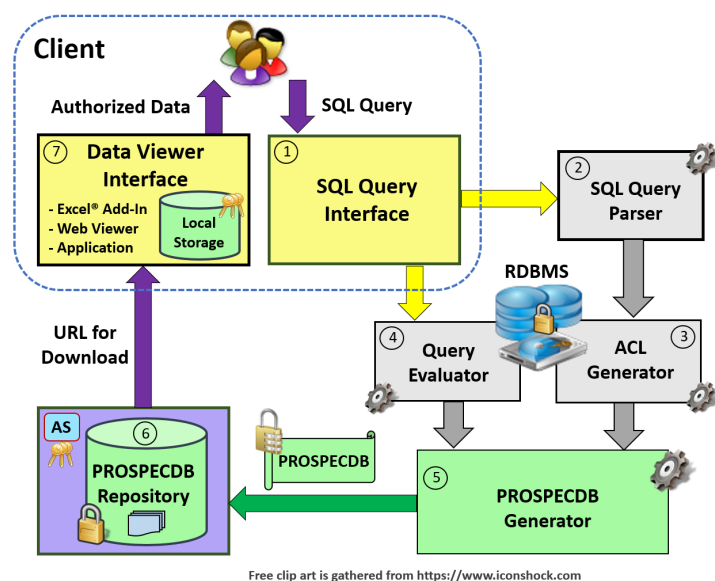 Client
Authorized Data
SQL Query
7
Data Viewer
Interface
- Excel® Add-In
- Web Viewer
- Application
Local
Storage
1
SQL Query
Interface
2
SQL Query
Parser
RDBMS
URL for
Download
4
Query
Evaluator
3
ACL
Generator
AS
6
PROSPECDB
Repository
PROSPECDB
5
PROSPECDB
Generator
Free clip art is gathered from https://www.iconshock.com